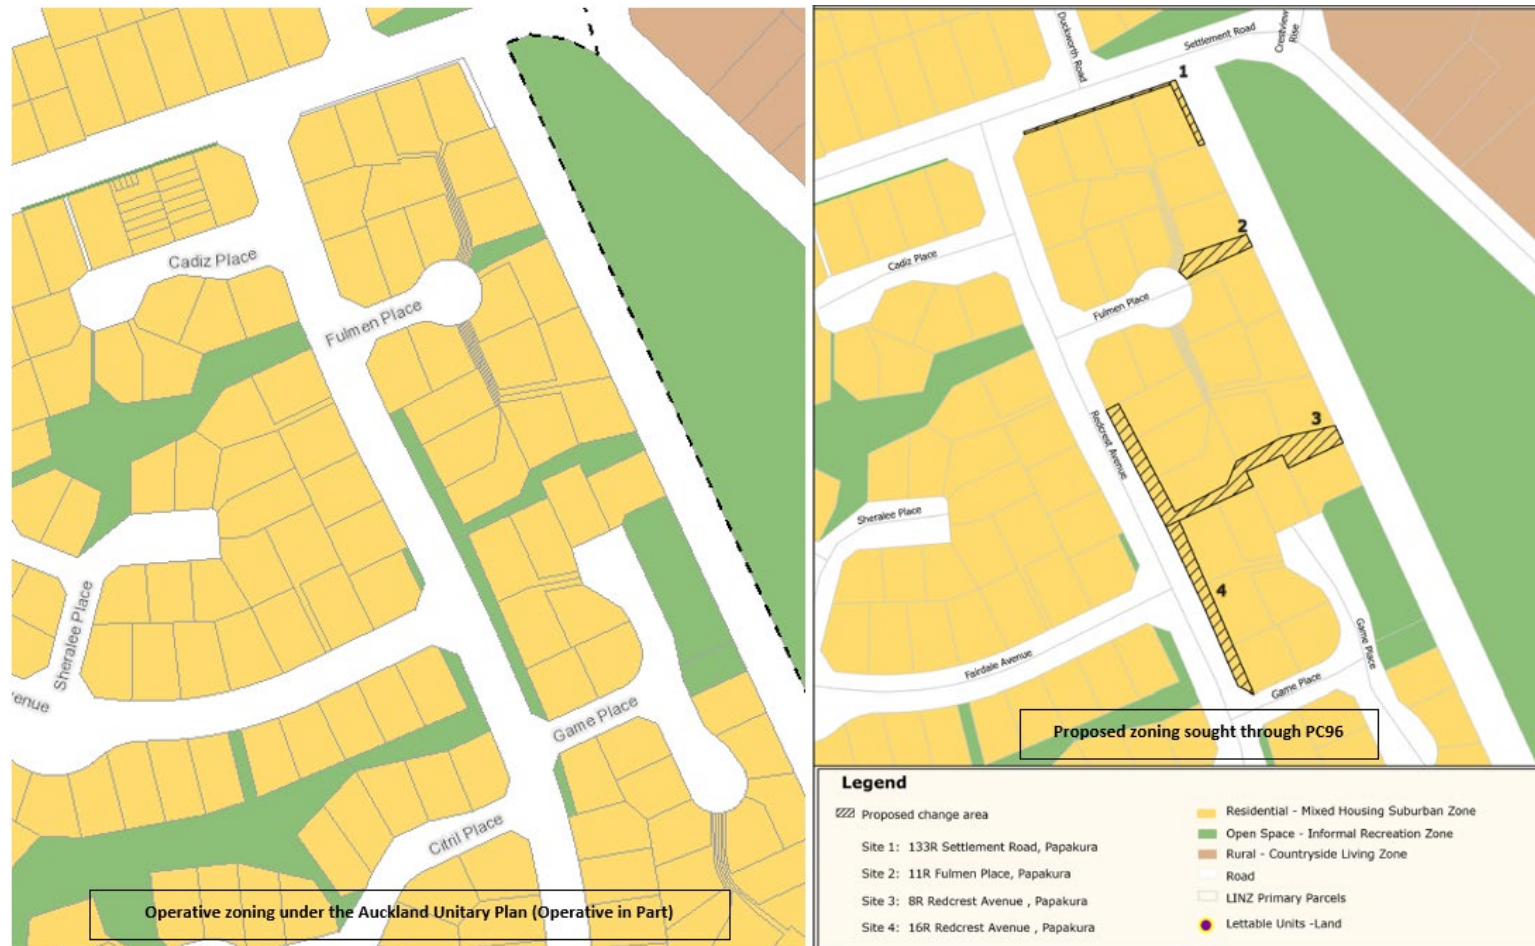 Cadiz Place
Fulmen Place
Sheralee Place
enue
Game Place
Citril Place
Operative zoning under the Auckland Unitary Plan (Operative in Part)
Duckworth Road
Settlement Road
Crestview
Rise
1
2
Cadiz Place
Fulmen Place
3
Redcrest Avenue
Sheralee Place
4
Game Place
Fairdale Avenue
Game Place
Proposed zoning sought through PC96
Legend
Proposed change area
Site 1: 133R Settlement Road, Papakura
Site 2: 11R Fulmen Place, Papakura
Site 3: 8R Redcrest Avenue , Papakura
Site 4: 16R Redcrest Avenue , Papakura
Residential - Mixed Housing Suburban Zone
Open Space - Informal Recreation Zone
Rural - Countryside Living Zone
Road
LINZ Primary Parcels
Lettable Units -Land